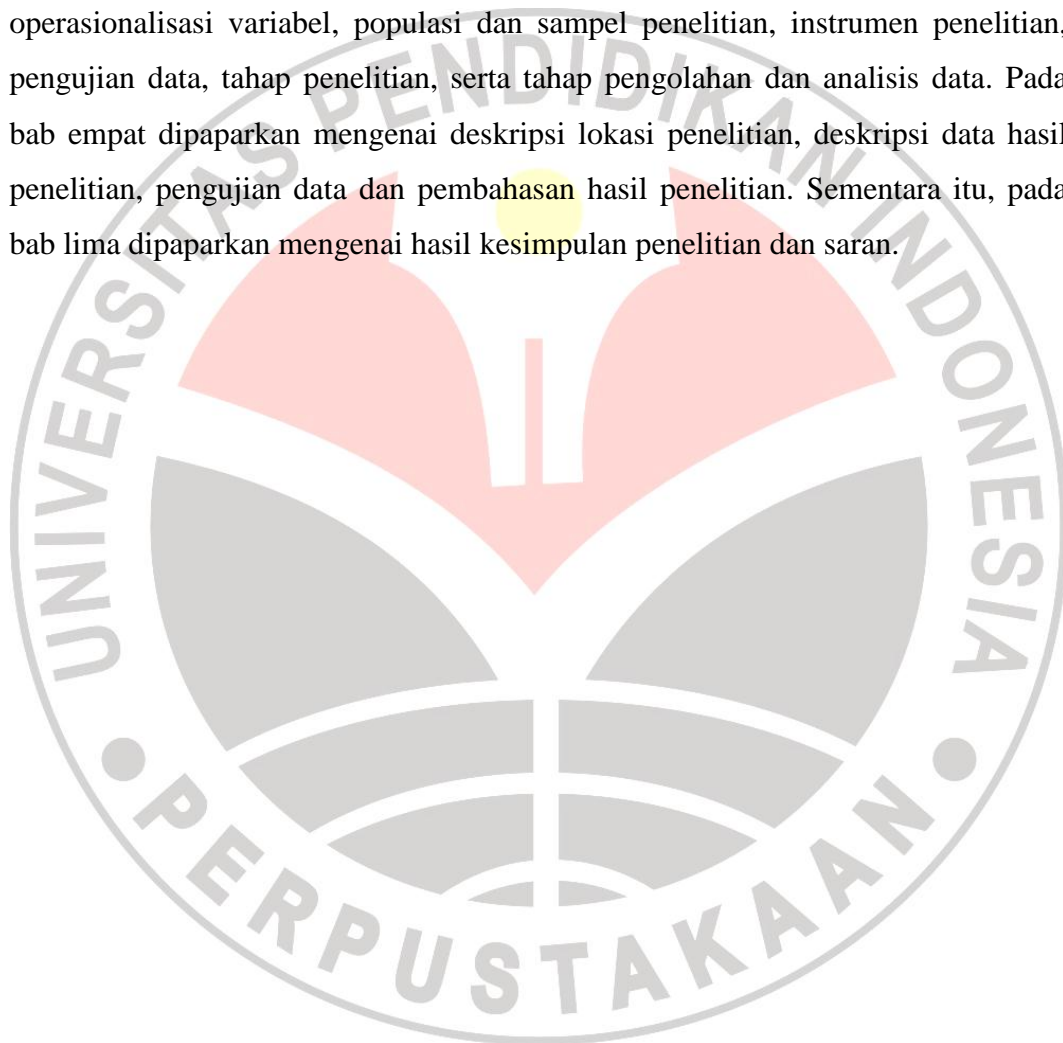 operasionalisasi variabel, populasi dan sampel penelitian, instrumen penelitian,
pengujian data, tahap penelitian, serta tahap pengolahan dan analisis data. Pada
bab empat dipaparkan mengenai deskripsi lokasi penelitian, deskripsi data hasil
penelitian, pengujian data dan pembahasan hasil penelitian. Sementara itu, pada
bab lima dipaparkan mengenai hasil kesimpulan penelitian dan saran.
UNIVERSITAS PENDIDIKAN INDONESIA
PERPUSTAKAAN